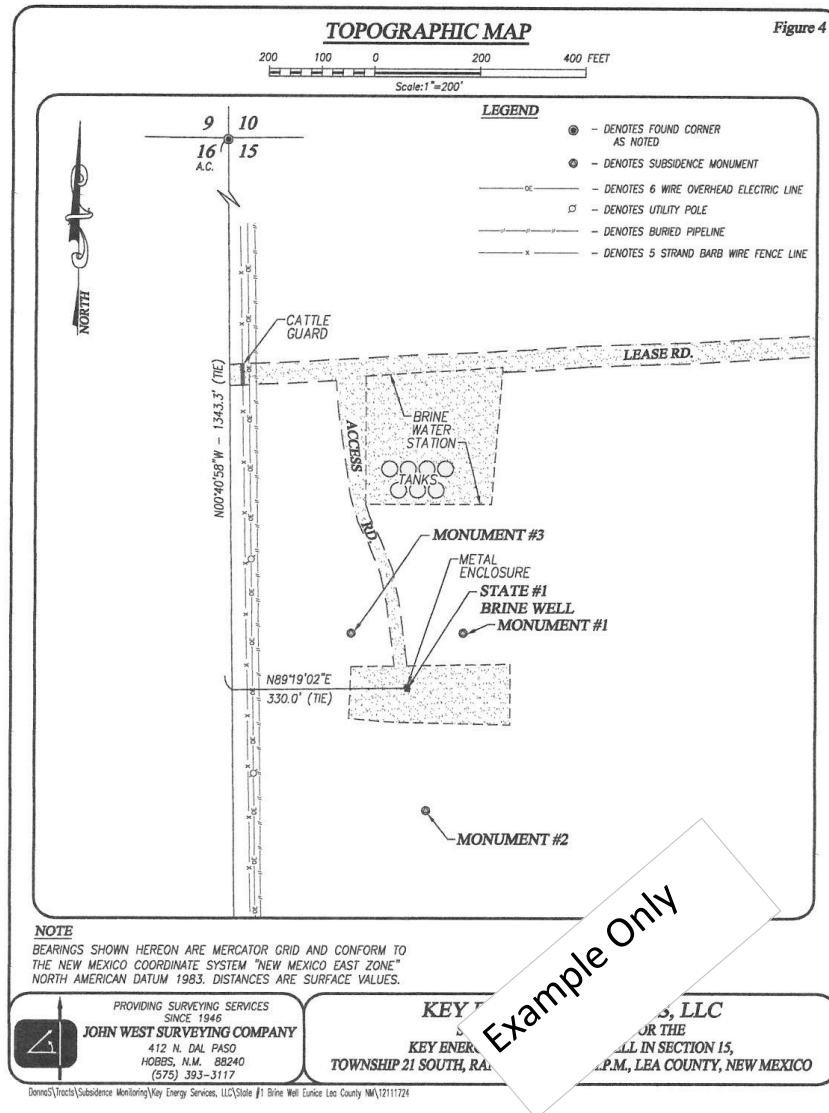 TOPOGRAPHIC MAP
Figure 4
200 100 0 200 400 FEET
Scale:1"=200'
LEGEND
- DENOTES FOUND CORNER
AS NOTED
- DENOTES SUBSIDENCE MONUMENT
OE - DENOTES 6 WIRE OVERHEAD ELECTRIC LINE
- DENOTES UTILITY POLE
- DENOTES BURIED PIPELINE
x - DENOTES 5 STRAND BARB WIRE FENCE LINE
9 10
16 15
A.C.
NORTH
CATTLE
GUARD
LEASE RD.
N00°40'58"W - 1343.3' (TIE)
BRINE
WATER
STATION
ACCESS
RD.
TANKS
MONUMENT #3
METAL
ENCLOSURE
STATE #1
BRINE WELL
MONUMENT #1
N89°19'02"E
330.0' (TIE)
MONUMENT #2
Example Only
NOTE
BEARINGS SHOWN HEREON ARE MERCATOR GRID AND CONFORM TO
THE NEW MEXICO COORDINATE SYSTEM "NEW MEXICO EAST ZONE"
NORTH AMERICAN DATUM 1983. DISTANCES ARE SURFACE VALUES.
PROVIDING SURVEYING SERVICES
SINCE 1946
JOHN WEST SURVEYING COMPANY
412 N. DAL PASO
HOBBS, N.M. 88240
(575) 393-3117
KEY LLC
FOR THE
KEY IN SECTION 15,
TOWNSHIP 21 SOUTH, LEA COUNTY, NEW MEXICO
DonnaS\Tracts\Subsidence Monitoring\Key Energy Services, LLC\State #1 Brine Well Eunice Lea County NM\12111724